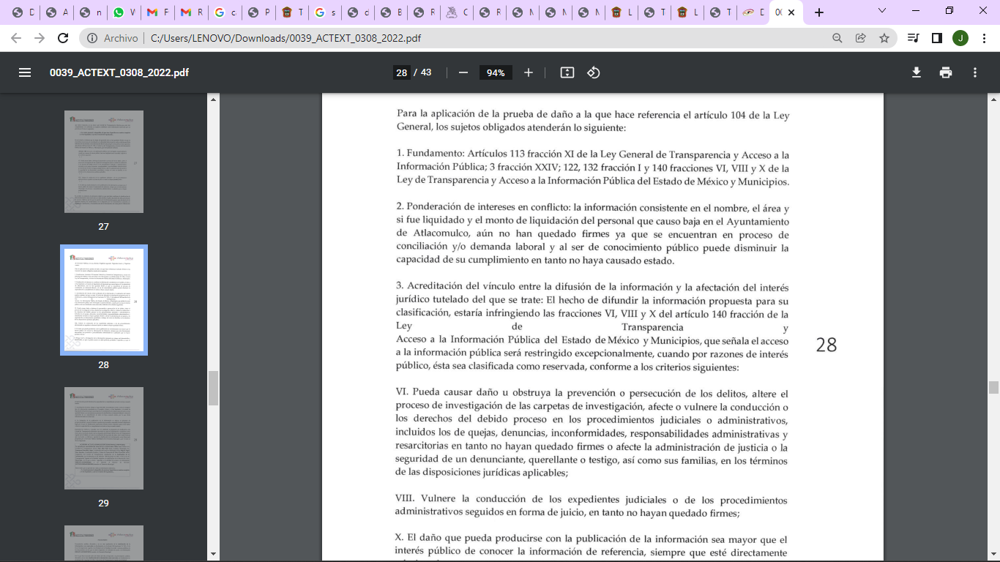 D
A
n
V
F
R
c
P
T
s
d
B
n
C
R
N
N
N
L
T
L
T
D
00
Archivo
C:/Users/LENOVO/Downloads/0039_ACTEXT_0308_2022.pdf
J
0039_ACTEXT_0308_2022.pdf
28 / 43
94%
27
28
29
Para la aplicación de la prueba de daño a la que hace referencia el artículo 104 de la Ley
General, los sujetos obligados atenderán lo siguiente:
1. Fundamento: Artículos 113 fracción XI de la Ley General de Transparencia y Acceso a la
Información Pública; 3 fracción XXIV; 122, 132 fracción I y 140 fracciones VI, VIII y X de la
Ley de Transparencia y Acceso a la Información Pública del Estado de México y Municipios.
2. Ponderación de intereses en conflicto: la información consistente en el nombre, el área y
si fue liquidado y el monto de liquidación del personal que causo baja en el Ayuntamiento
de Atlacomulco, aún no han quedado firmes ya que se encuentran en proceso de
conciliación y/o demanda laboral y al ser de conocimiento público puede disminuir la
capacidad de su cumplimiento en tanto no haya causado estado.
3. Acreditación del vínculo entre la difusión de la información y la afectación del interés
jurídico tutelado del que se trate: El hecho de entregar la información propuesta para su
clasificación, estaría infringiendo las fracciones VI, VIII y X del artículo 140 fracción de la
Ley de Transparencia y
Acceso a la Información Pública del Estado de México y Municipios, que señala el acceso
a la información pública será restringido excepcionalmente, cuando por razones de interés
público, ésta sea clasificada como reservada, conforme a los criterios siguientes:
28
VI. Pueda causar daño u obstruya la prevención o persecución de los delitos, altere el
proceso de investigación de las carpetas de investigación, afecte o vulnere la conducción o
los derechos del debido proceso en los procedimientos judiciales o administrativos,
incluidos los de quejas, denuncias, inconformidades, responsabilidades administrativas y
resarcitorias en tanto no hayan quedado firmes o afecte la administración de justicia o la
seguridad de un denunciante, querellante o testigo, así como sus familias, en los términos
de las disposiciones jurídicas aplicables;
VIII. Vulnere la conducción de los expedientes judiciales o de los procedimientos
administrativos seguidos en forma de juicio, en tanto no hayan quedado firmes;
X. El daño que pueda producirse con la publicación de la información sea mayor que el
interés público de conocer la información de referencia, siempre que esté directamente